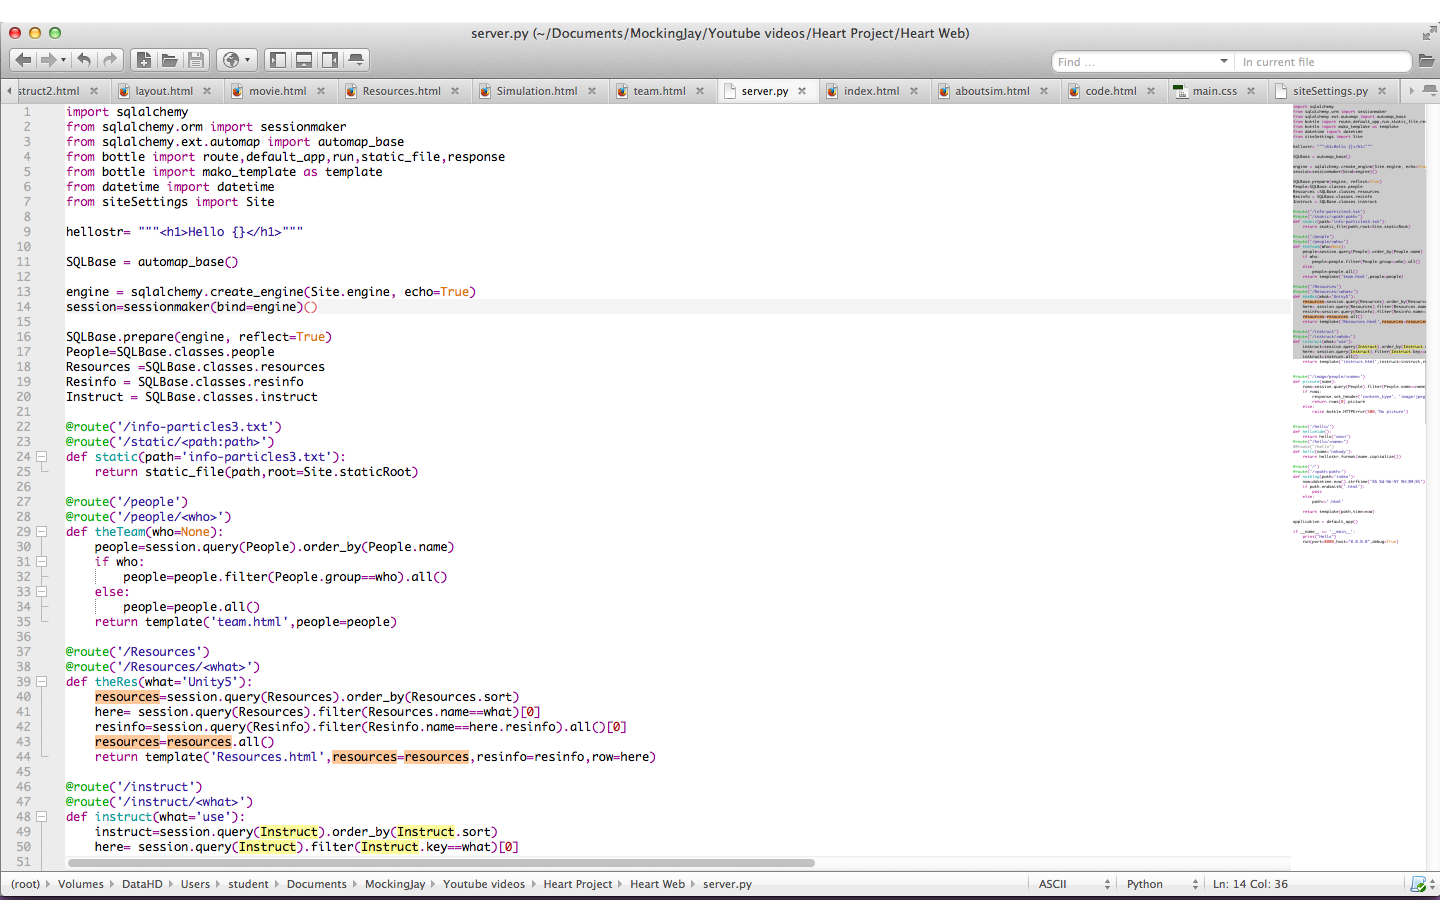 server.py (~/Documents/MockingJay/Youtube videos/Heart Project/Heart Web)
Find ...
In current file
struct2.html
layout.html
movie.html
Resources.html
Simulation.html
team.html
server.py
index.html
aboutsim.html
code.html
main.css
siteSettings.py
1 import sqlalchemy
2 from sqlalchemy.orm import sessionmaker
3 from sqlalchemy.ext.automap import automap_base
4 from bottle import route,default_app,run,static_file,response
5 from bottle import mako_template as template
6 from datetime import datetime
7 from siteSettings import Site
8
9 hellostr= """<h1>Hello {}</h1>"""
10
11 SQLBase = automap_base()
12
13 engine = sqlalchemy.create_engine(Site.engine, echo=True)
14 session=sessionmaker(bind=engine)()
15
16 SQLBase.prepare(engine, reflect=True)
17 People=SQLBase.classes.people
18 Resources =SQLBase.classes.resources
19 Resinfo = SQLBase.classes.resinfo
20 Instruct = SQLBase.classes.instruct
21
22 @route('/info-particles3.txt')
23 @route('/static/<path:path>')
24 def static(path='info-particles3.txt'):
25     return static_file(path,root=Site.staticRoot)
26
27 @route('/people')
28 @route('/people/<who>')
29 def theTeam(who=None):
30     people=session.query(People).order_by(People.name)
31     if who:
32         people=people.filter(People.group==who).all()
33     else:
34         people=people.all()
35     return template('team.html',people=people)
36
37 @route('/Resources')
38 @route('/Resources/<what>')
39 def theRes(what='Unity5'):
40     resources=session.query(Resources).order_by(Resources.sort)
41     here= session.query(Resources).filter(Resources.name==what)[0]
42     resinfo=session.query(Resinfo).filter(Resinfo.name==here.resinfo).all()[0]
43     resources=resources.all()
44     return template('Resources.html',resources=resources,resinfo=resinfo,row=here)
45
46 @route('/instruct')
47 @route('/instruct/<what>')
48 def instruct(what='use'):
49     instruct=session.query(Instruct).order_by(Instruct.sort)
50     here= session.query(Instruct).filter(Instruct.key==what)[0]
51
(root) Volumes DataHD Users student Documents MockingJay Youtube videos Heart Project Heart Web server.py
ASCII
Python
Ln: 14 Col: 36